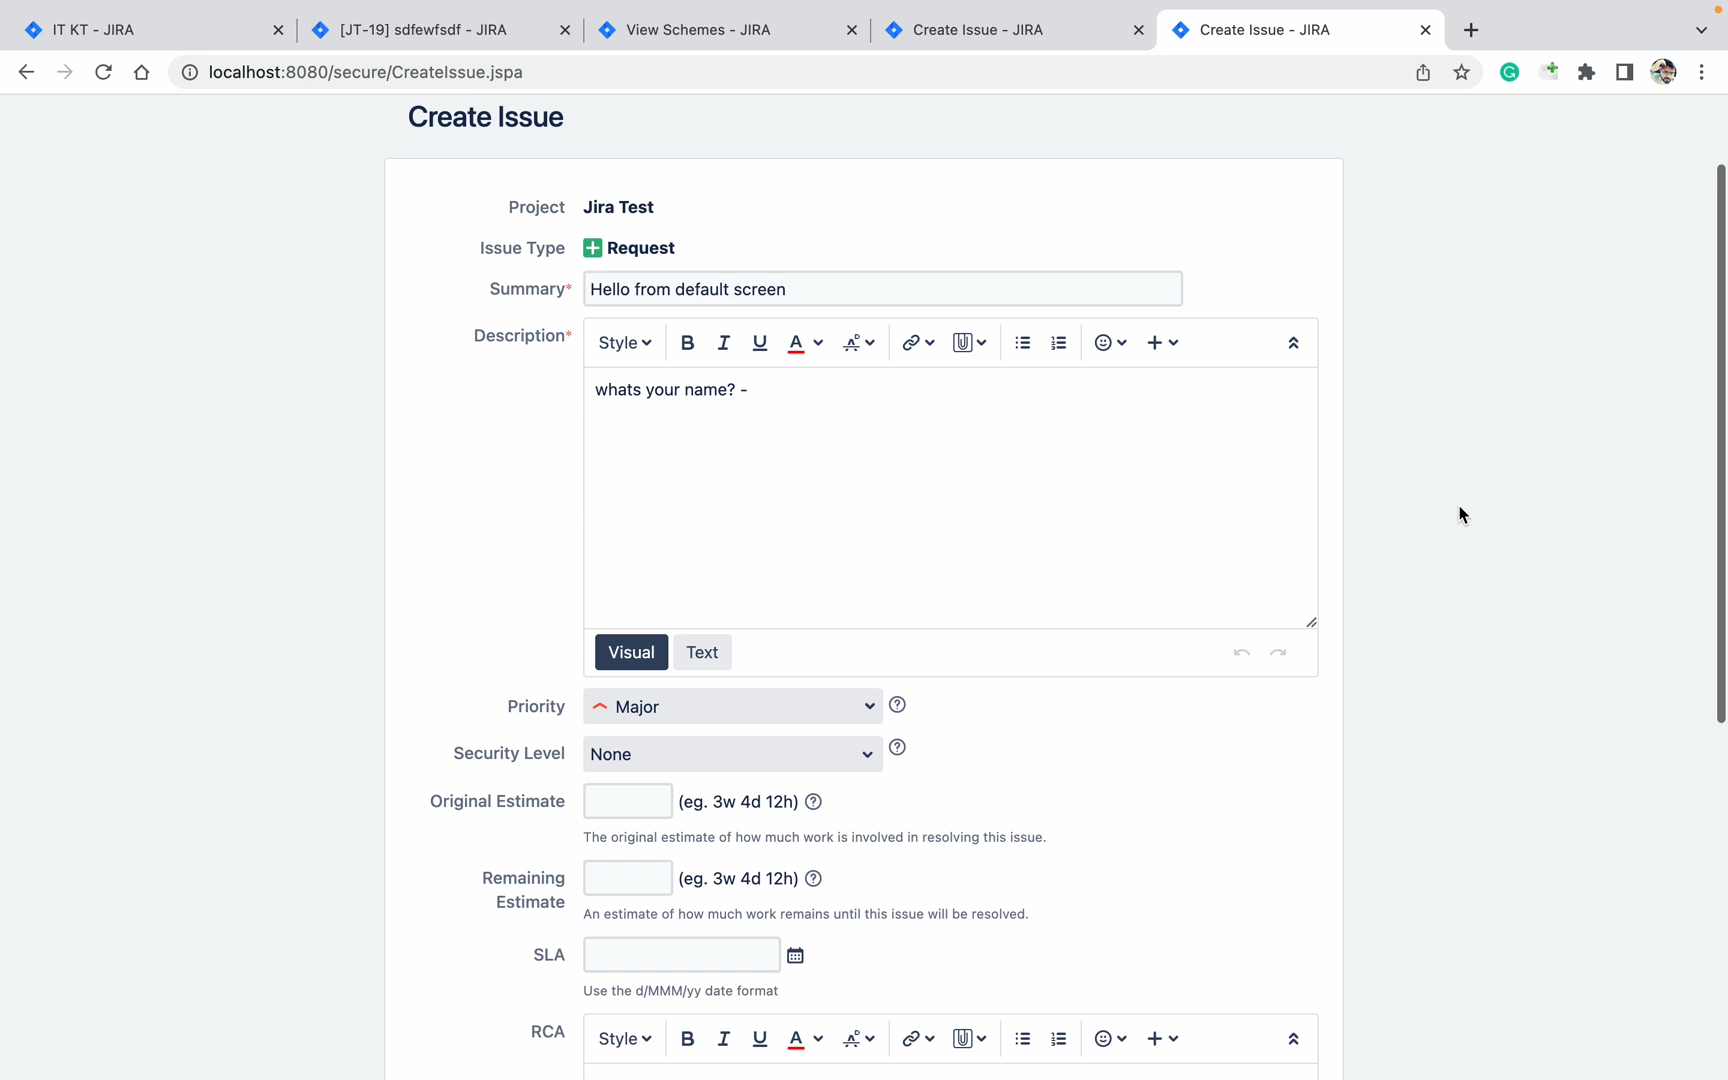 IT KT - JIRA
[JT-19] sdfewfsdf - JIRA
View Schemes - JIRA
Create Issue - JIRA
Create Issue - JIRA
localhost:8080/secure/CreateIssue.jspa
Create Issue
Project Jira Test
Issue Type Request
Summary* Hello from default screen
Description* Style B I U A
whats your name? -
Visual Text
Priority Major
Security Level None
Original Estimate (eg. 3w 4d 12h)
The original estimate of how much work is involved in resolving this issue.
Remaining (eg. 3w 4d 12h)
Estimate
An estimate of how much work remains until this issue will be resolved.
SLA
Use the d/MMM/yy date format
RCA Style B I U A